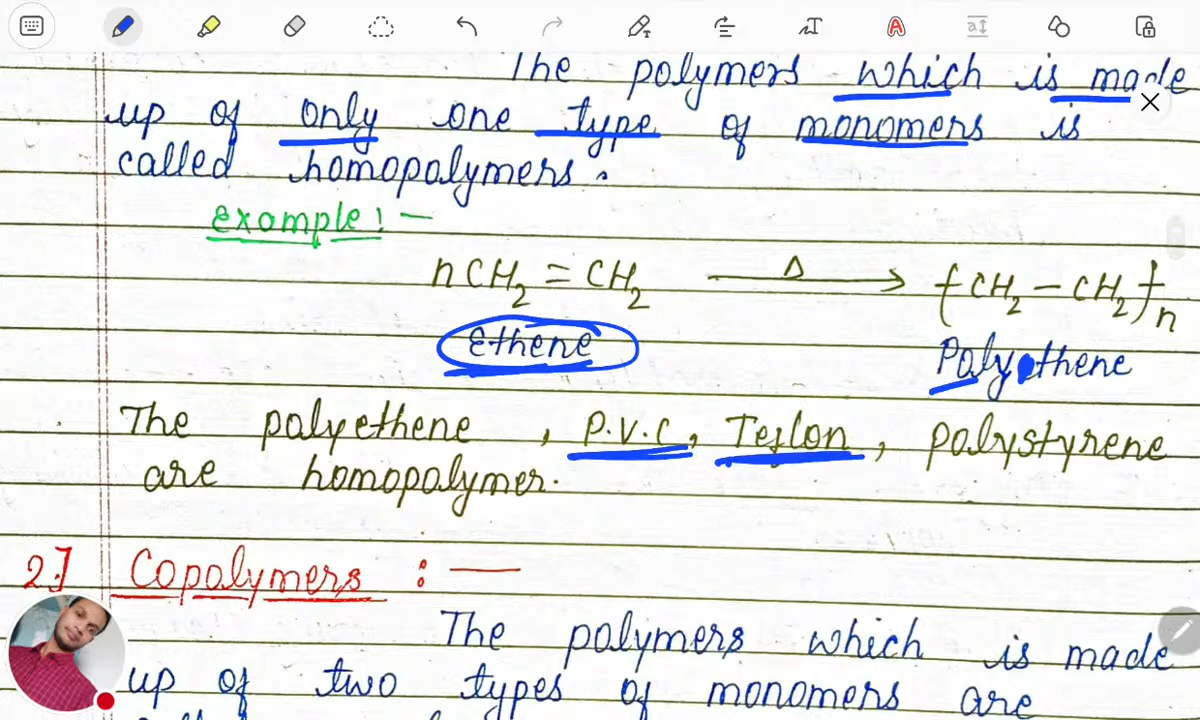 The polymers which is made
up of only one type of monomers is
called homopolymers.
example:-
nCH2 = CH2 —Δ→ {CH2 - CH2}n
Ethene Polyethene
The polyethene, P.V.C, Teflon, polystyrene
are homopolymer.
2] Copolymers :—
The polymers which is made
up of two types of monomers are